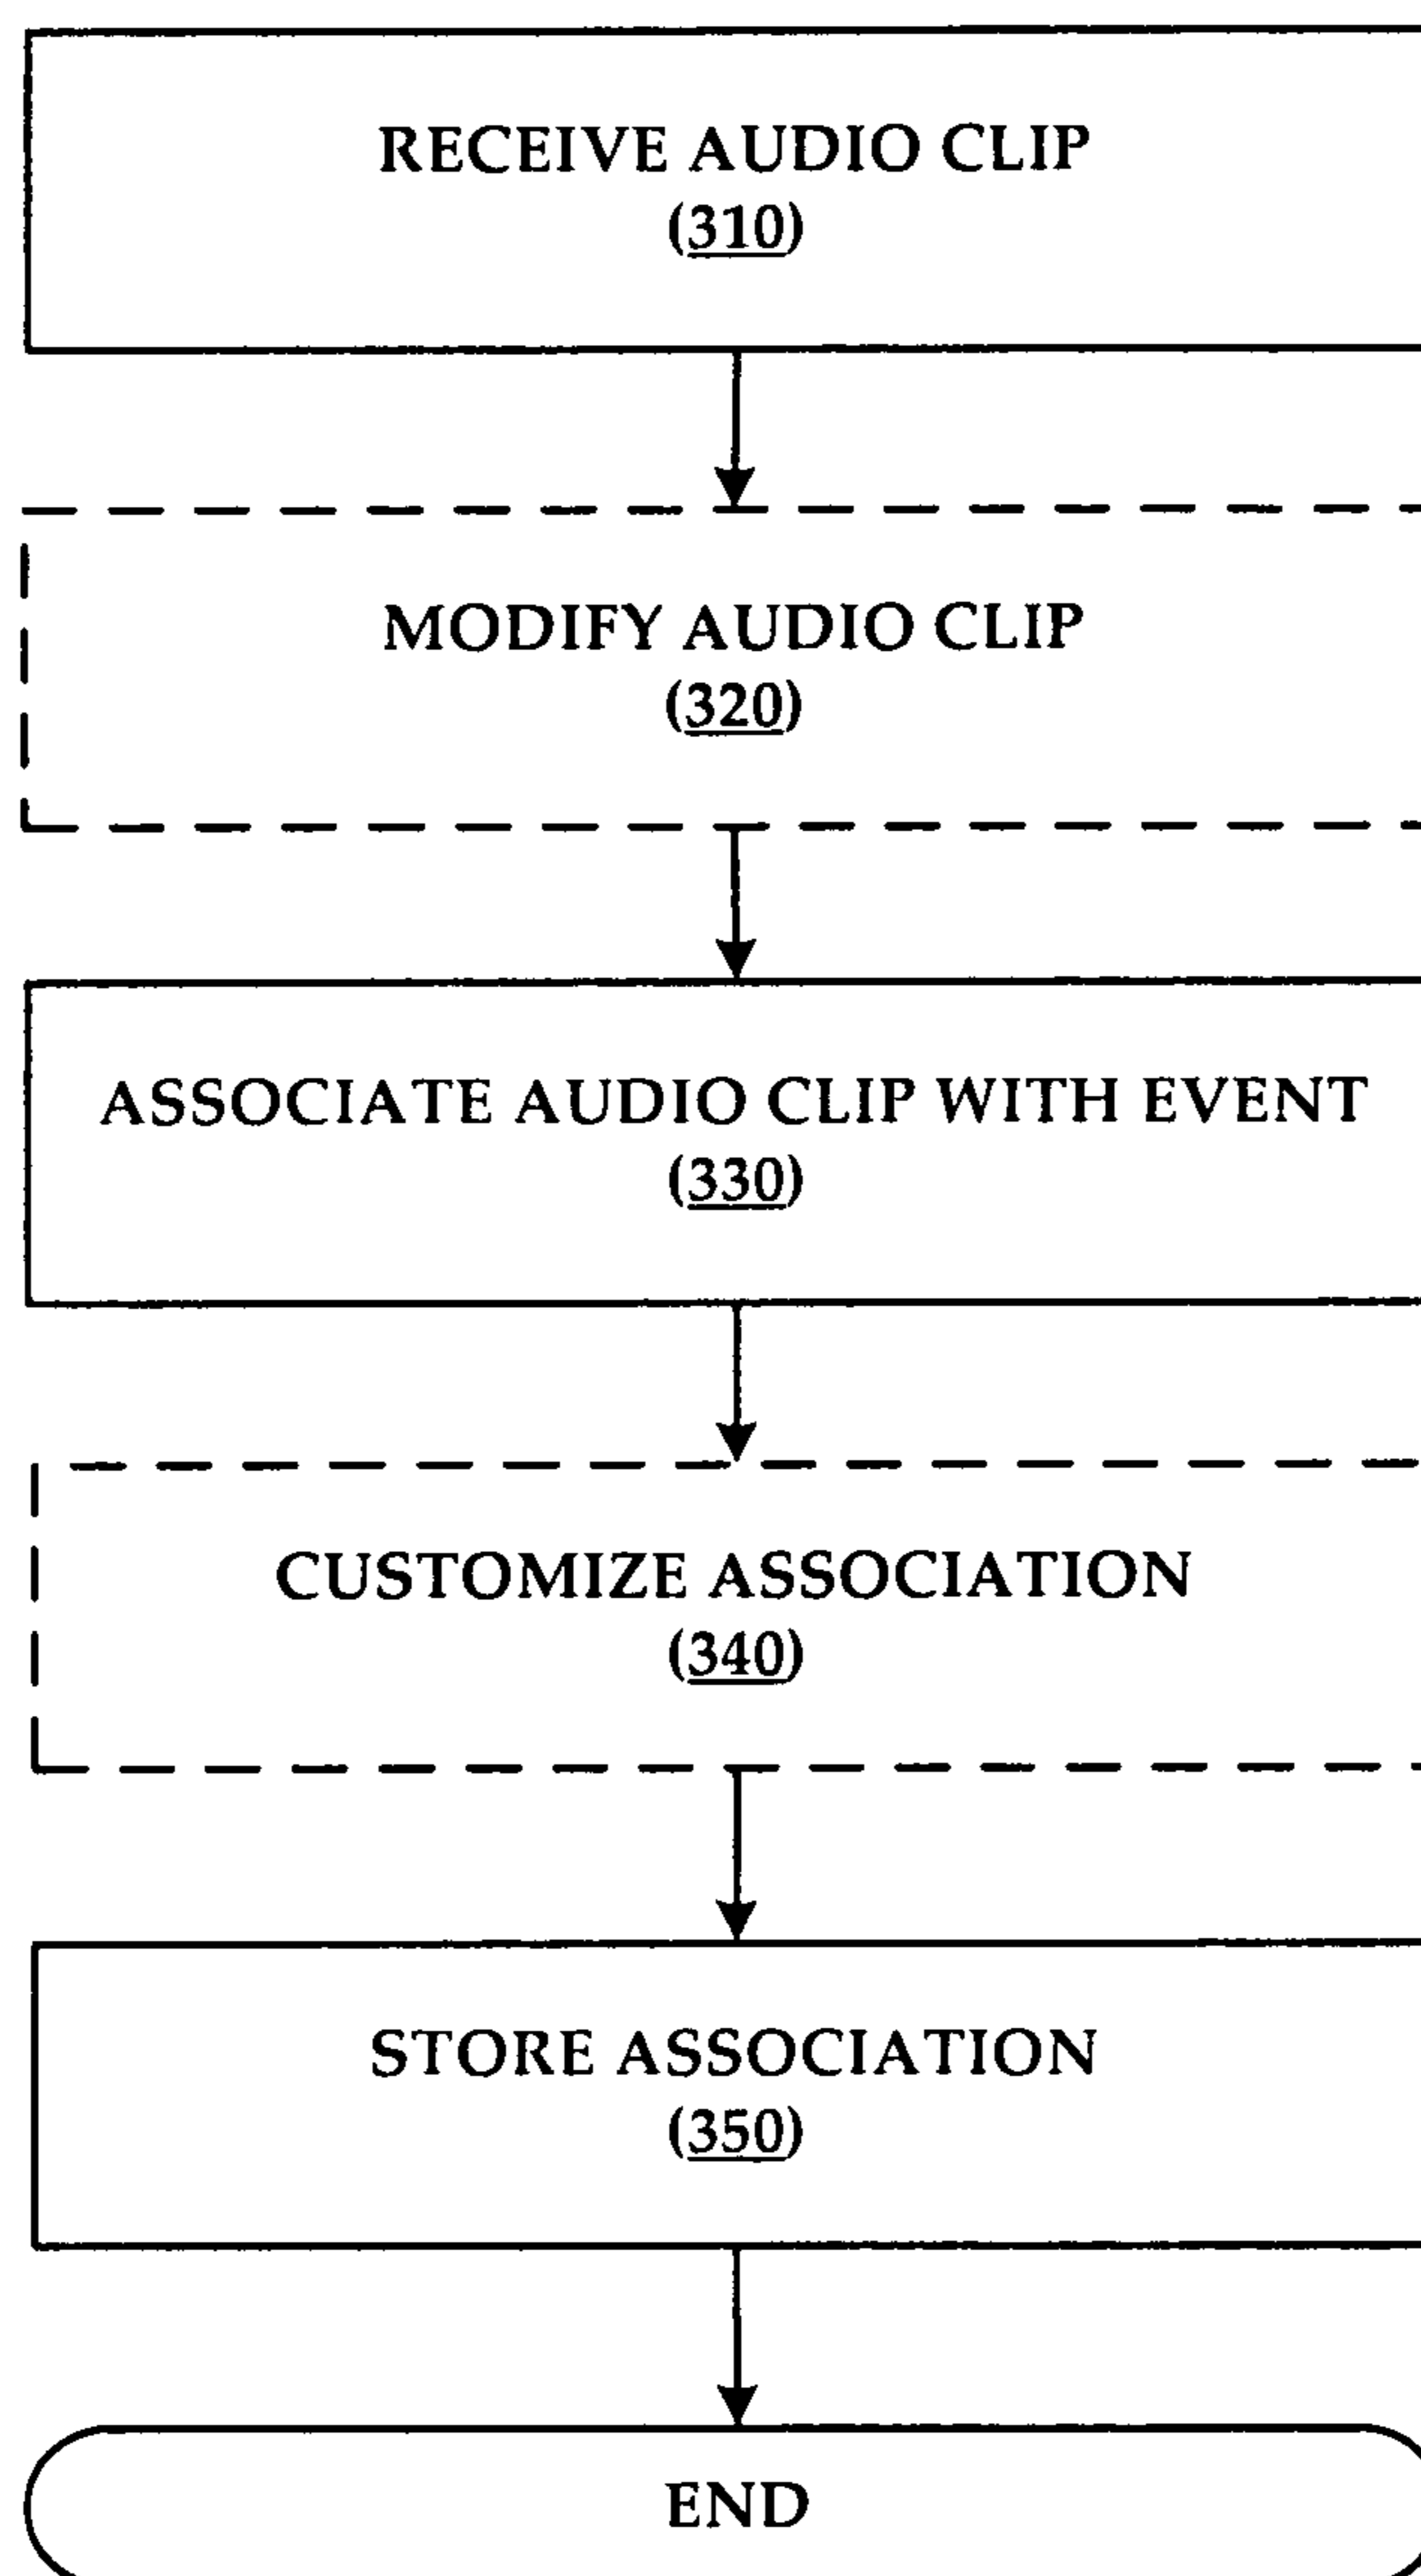 RECEIVE AUDIO CLIP
(310)
MODIFY AUDIO CLIP
(320)
ASSOCIATE AUDIO CLIP WITH EVENT
(330)
CUSTOMIZE ASSOCIATION
(340)
STORE ASSOCIATION
(350)
END